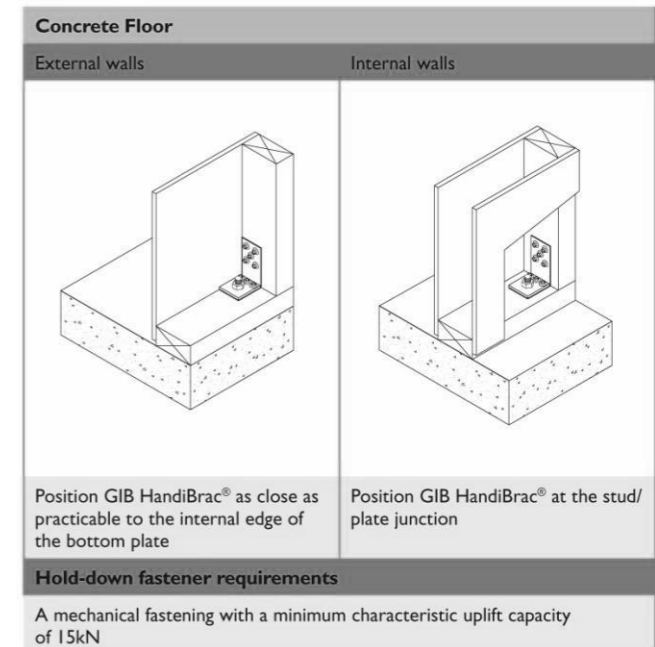 Concrete Floor
External walls
Internal walls
Position GIB HandiBrac® as close as
practicable to the internal edge of
the bottom plate
Position GIB HandiBrac® at the stud/
plate junction
Hold-down fastener requirements
A mechanical fastening with a minimum characteristic uplift capacity
of 15kN